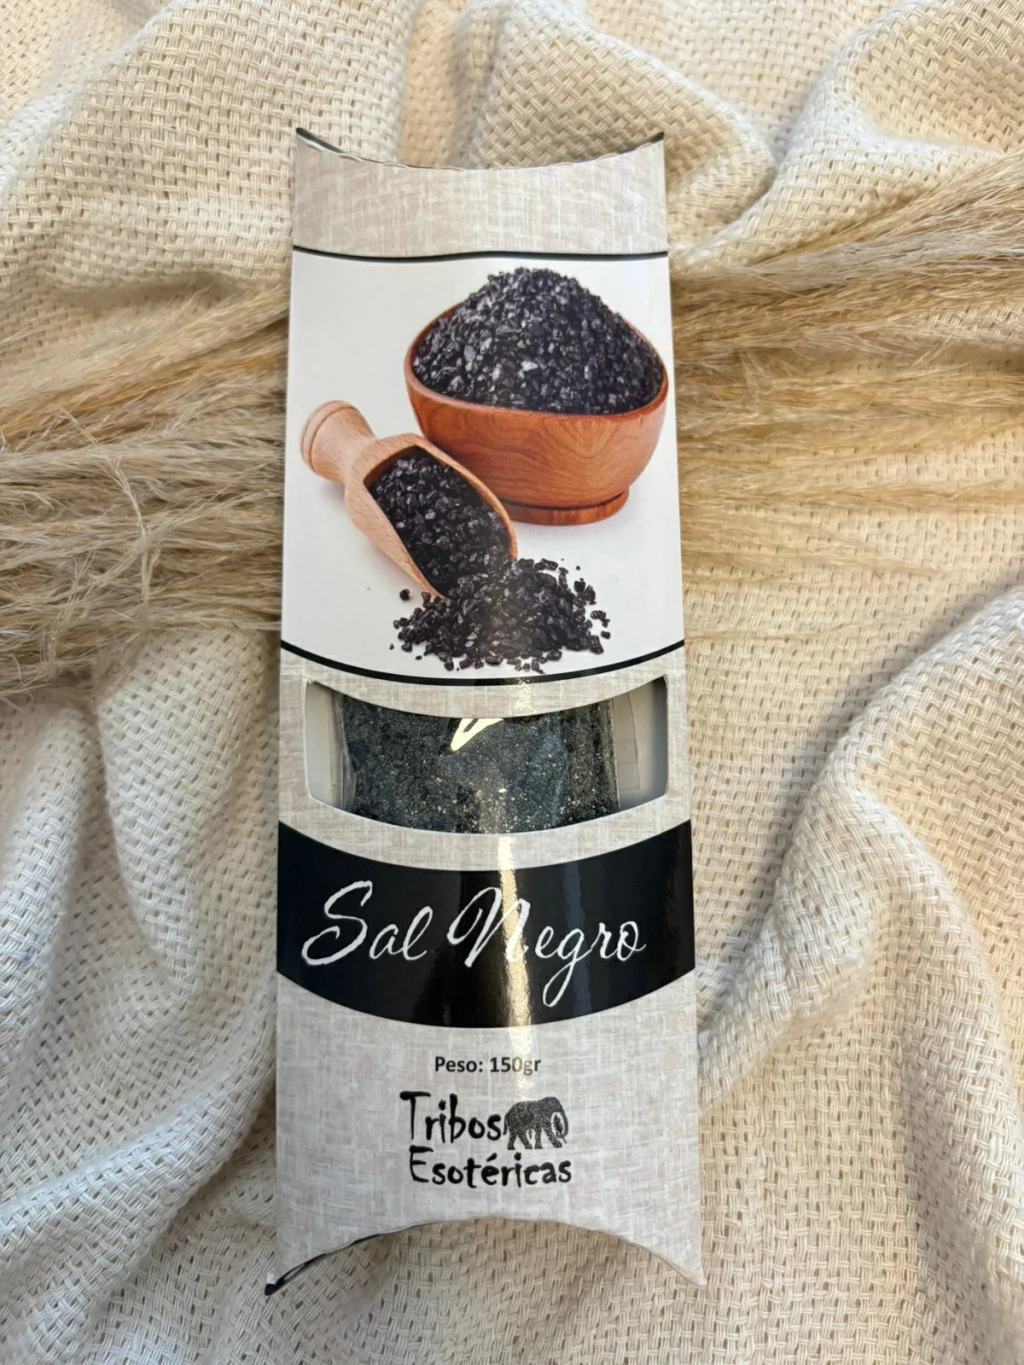 Sal Negro
Peso: 150gr
Tribos
Esotéricas